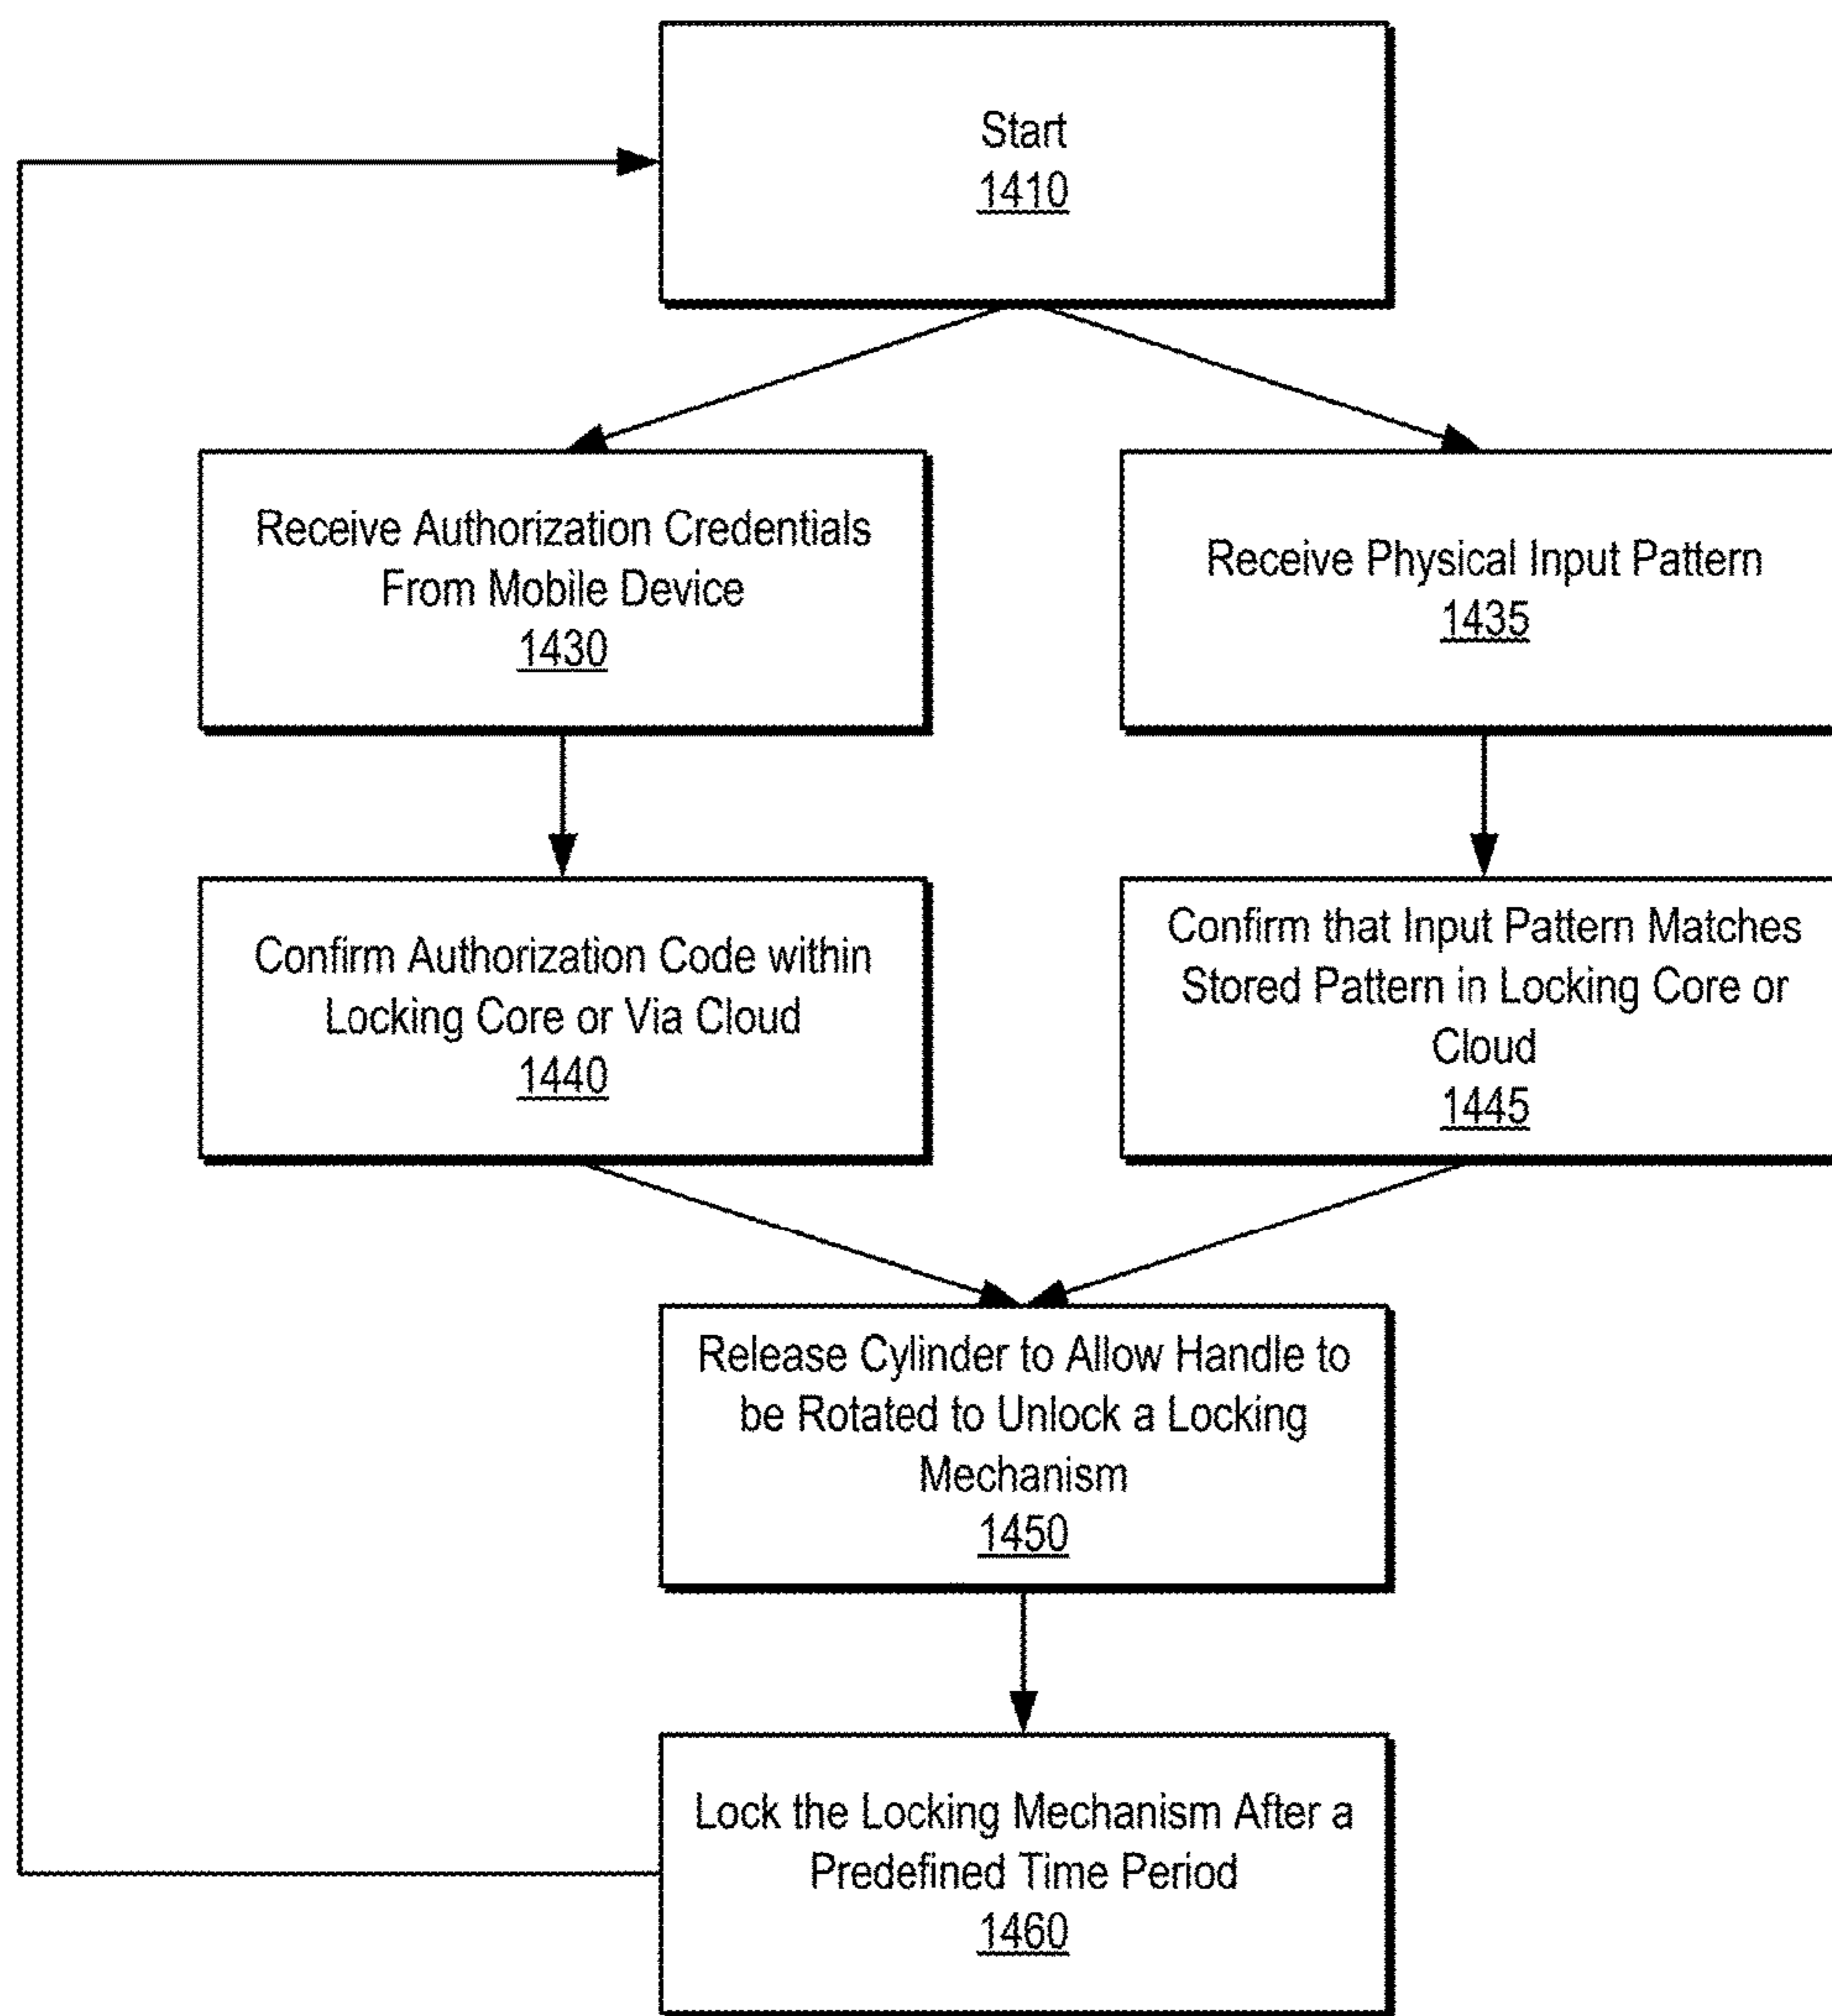 Start
1410
Receive Authorization Credentials
From Mobile Device
1430
Receive Physical Input Pattern
1435
Confirm Authorization Code within
Locking Core or Via Cloud
1440
Confirm that Input Pattern Matches
Stored Pattern in Locking Core or
Cloud
1445
Release Cylinder to Allow Handle to
be Rotated to Unlock a Locking
Mechanism
1450
Lock the Locking Mechanism After a
Predefined Time Period
1460